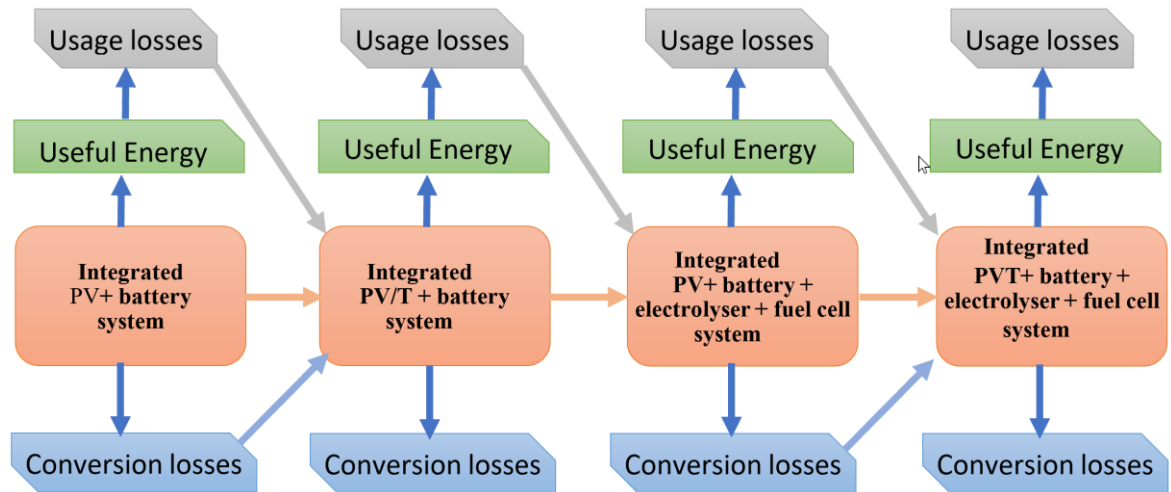 Usage losses
Usage losses
Usage losses
Usage losses
Useful Energy
Useful Energy
Useful Energy
Useful Energy
Integrated
PV+ battery
system
Integrated
PV/T + battery
system
Integrated
PV+ battery +
electrolyser + fuel cell
system
Integrated
PVT+ battery +
electrolyser + fuel cell
system
Conversion losses
Conversion losses
Conversion losses
Conversion losses